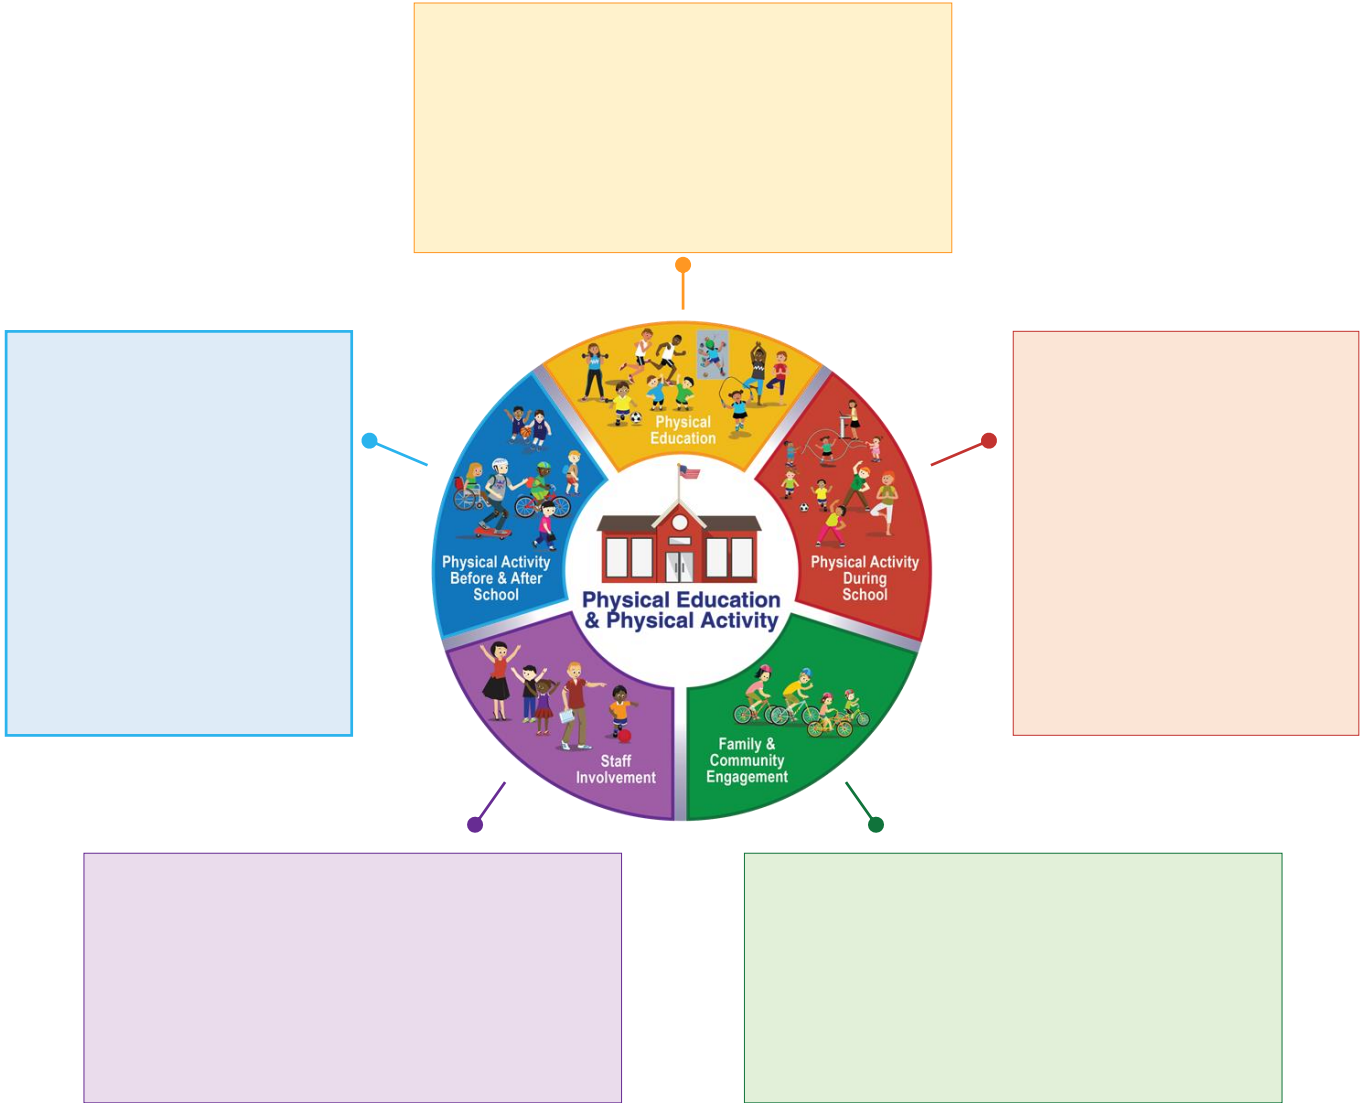 Physical
Education
Physical Activity
Before & After
School
Physical Activity
During
School
Physical Education
& Physical Activity
Staff
Involvement
Family &
Community
Engagement